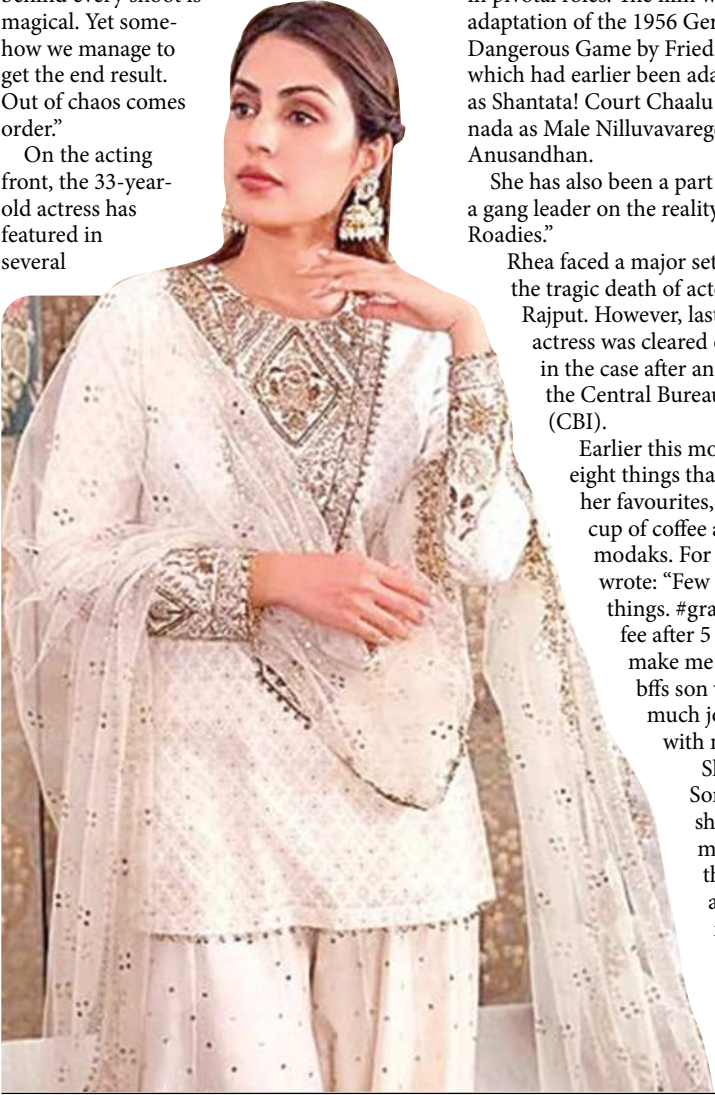 behind every shoot is
magical. Yet some-
how we manage to
get the end result.
Out of chaos comes
order.”
On the acting
front, the 33-year-
old actress has
featured in
several
in pivotal roles. The film w
adaptation of the 1956 Ger
Dangerous Game by Fried
which had earlier been ada
as Shantata! Court Chaalu
nada as Male Nilluvavareg
Anusandhan.
She has also been a part
a gang leader on the reality
Roadies.”
Rhea faced a major set
the tragic death of acto
Rajput. However, last
actress was cleared
in the case after an
the Central Bureau
(CBI).
Earlier this mo
eight things tha
her favourites,
cup of coffee a
modaks. For
wrote: “Few
things. #gra
fee after 5
make me
bffs son
much jo
with
Sh
Son
sh
m
th
a